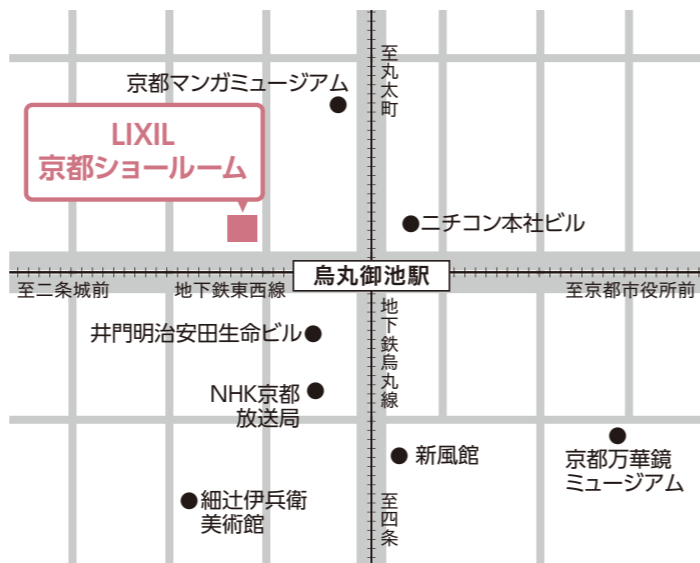 至丸太町
京都マンガミュージアム
LIXIL
京都ショールーム
ニチコン本社ビル
烏丸御池駅
至二条城前
地下鉄東西線
至京都市役所前
地下鉄烏丸線
井門明治安田生命ビル
NHK京都
放送局
新風館
京都万華鏡
ミュージアム
細辻伊兵衛
美術館
至四条